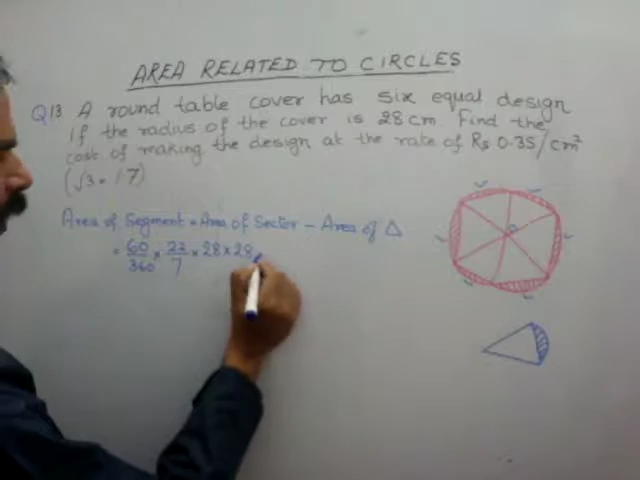 AREA RELATED TO CIRCLES
Q13 A round table cover has six equal design
If the radius of the cover is 28 cm Find the
cost of making the design at the rate of Rs 0.35/cm²
(√3 = 1.7)
Area of Segment = Area of Sector - Area of Δ
= 60/360 × 22/7 × 28 × 28